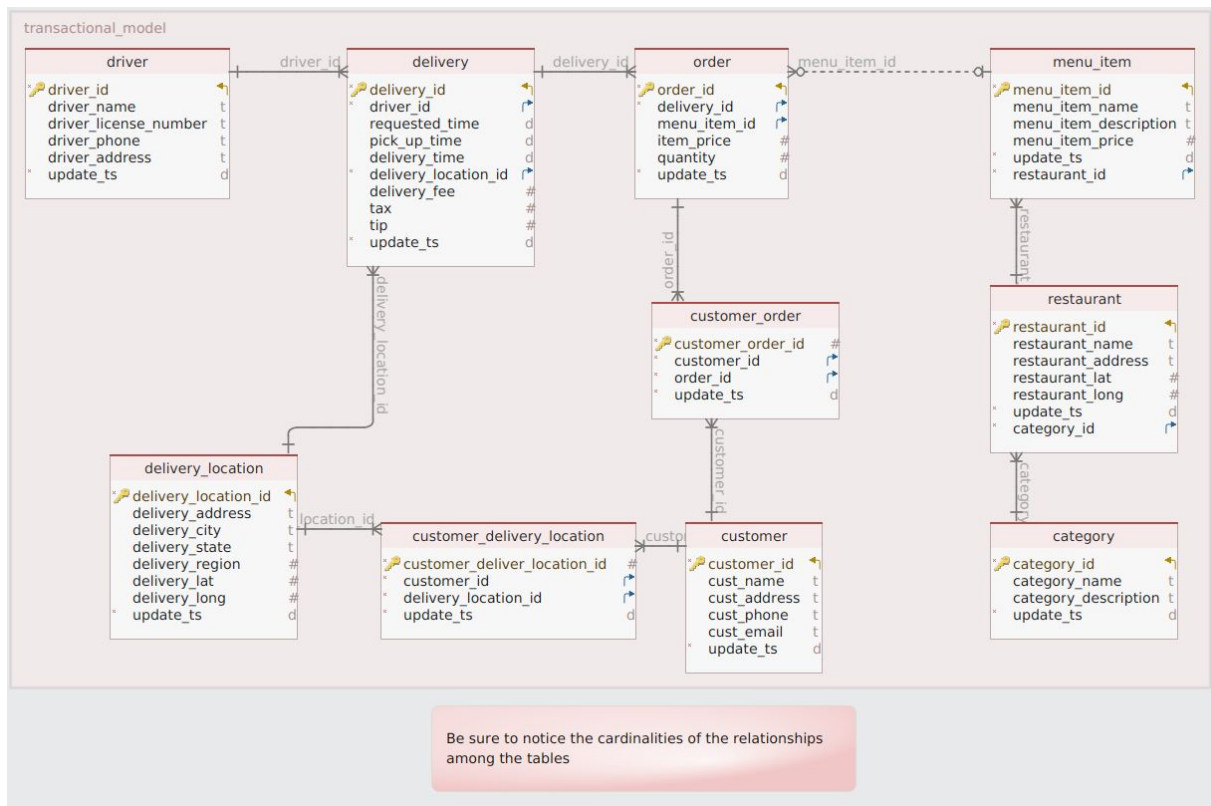 transactional_model
driver
driver_id
driver_name t
driver_license_number t
driver_phone t
driver_address t
update_ts d
driver_id
delivery
delivery_id
driver_id
requested_time d
pick_up_time d
delivery_time d
delivery_location_id
delivery_fee #
tax #
tip #
update_ts d
delivery_id
order
order_id
delivery_id
menu_item_id
item_price #
quantity #
update_ts d
menu_item_id
menu_item
menu_item_id
menu_item_name t
menu_item_description t
menu_item_price #
update_ts d
restaurant_id
order_id
restaurant
delivery_location_id
customer_order
customer_order_id #
customer_id
order_id
update_ts d
restaurant
restaurant_id
restaurant_name t
restaurant_address t
restaurant_lat #
restaurant_long #
update_ts d
category_id
customer_id
category
delivery_location
delivery_location_id
delivery_address t
delivery_city t
delivery_state t
delivery_region #
delivery_lat #
delivery_long #
update_ts d
location_id
customer_delivery_location
customer_deliver_location_id #
customer_id
delivery_location_id
update_ts d
custo
customer
customer_id
cust_name t
cust_address t
cust_phone t
cust_email t
update_ts d
category
category_id
category_name t
category_description t
update_ts d
Be sure to notice the cardinalities of the relationships
among the tables